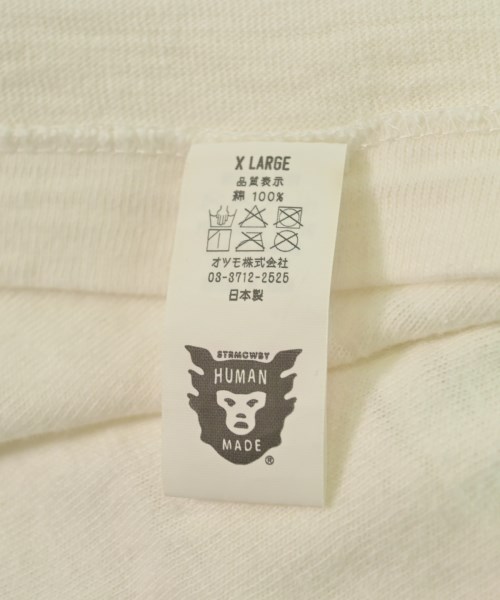 X LARGE
品質表示
綿 100%
オツモ株式会社
03-3712-2525
日本製
STRMCWBY
HUMAN
MADE
®